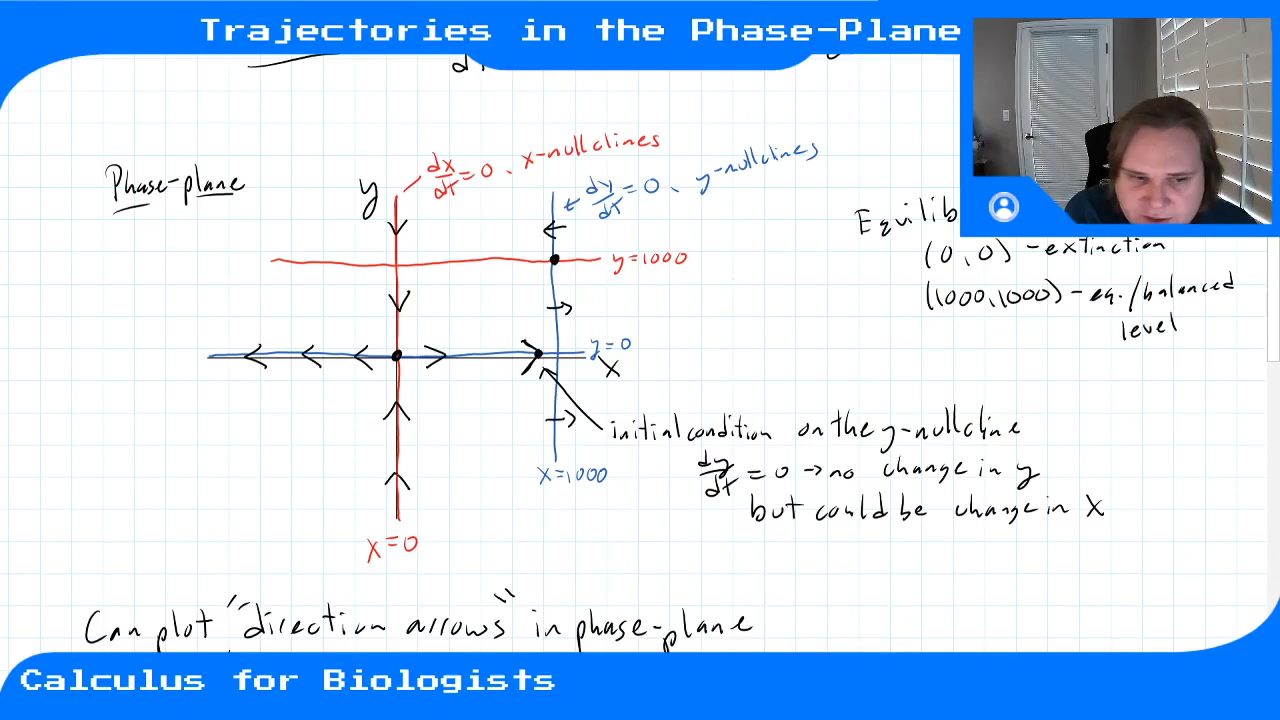 Trajectories in the Phase-Plane
Phase-plane
y
dx/dt = 0, x-nullclines
dy/dt = 0, y-nullclines
y=1000
y=0
x
x=1000
x=0
Equilib
(0,0) - extinction
(1000,1000) - eq./balanced
level
initial condition on the y-nullcline
dy/dt = 0 → no change in y
but could be change in x
Can plot "direction arrows" in phase-plane
Calculus for Biologists